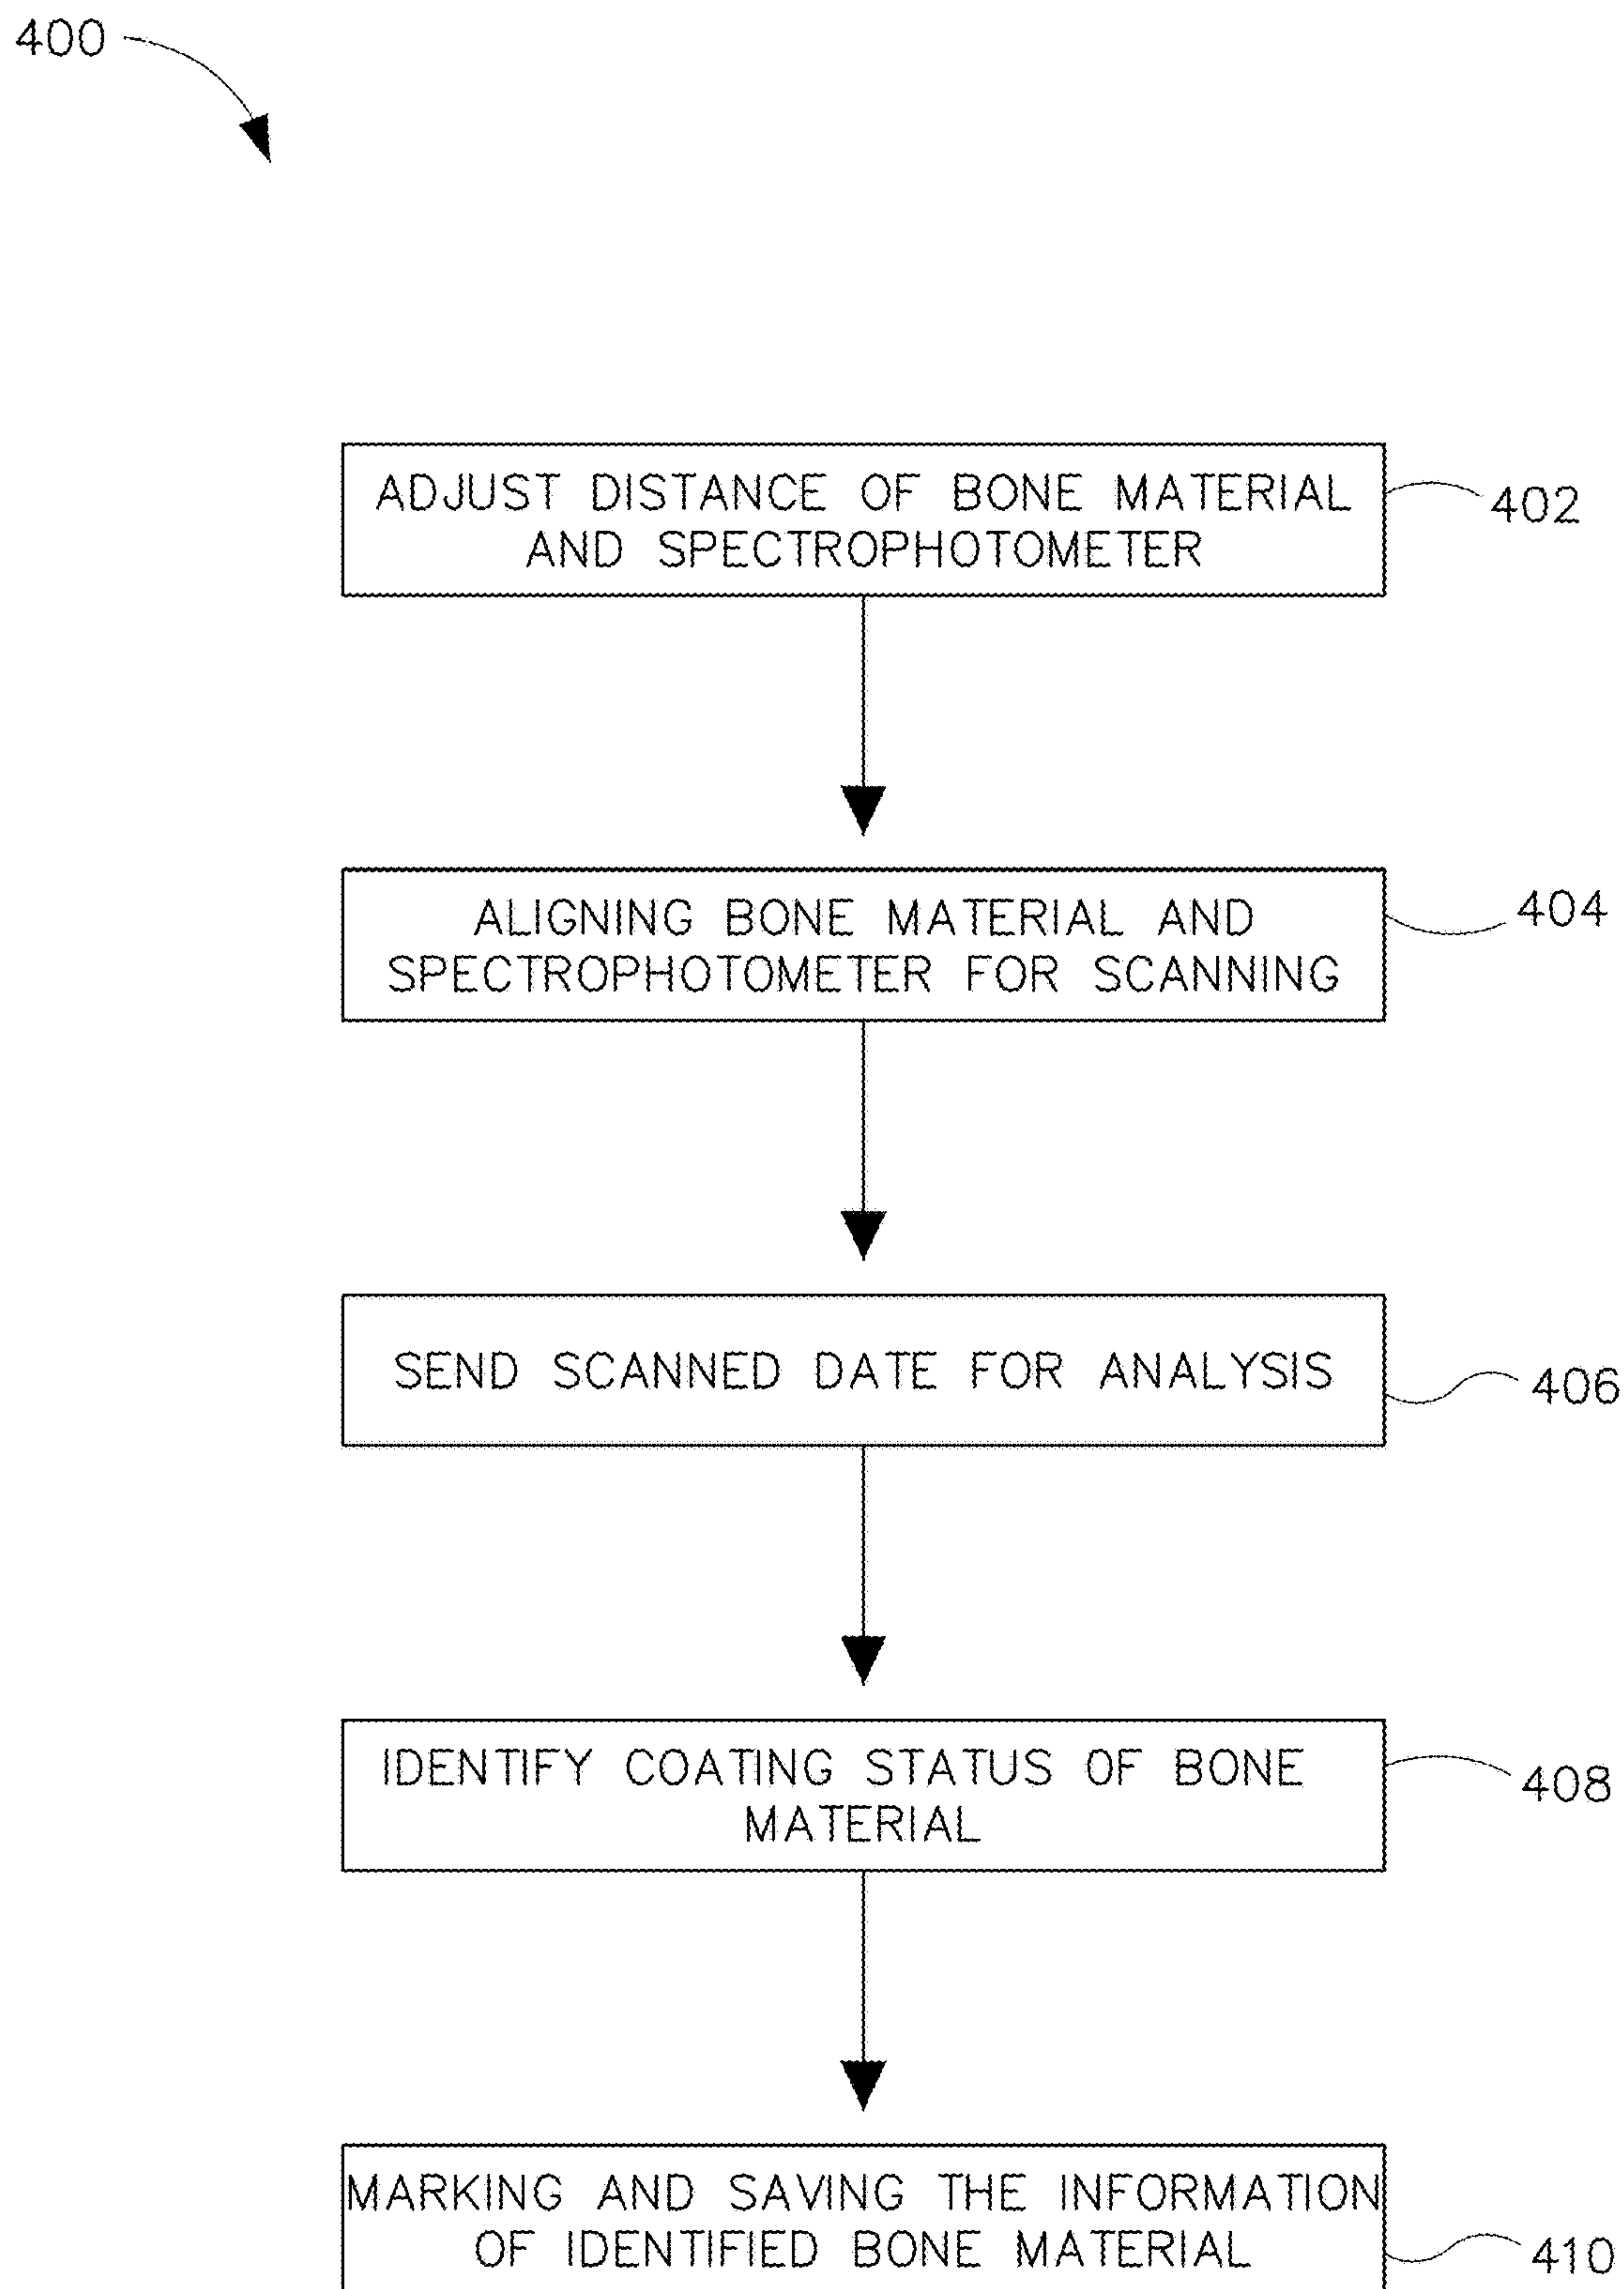 400
ADJUST DISTANCE OF BONE MATERIAL
AND SPECTROPHOTOMETER
402
ALIGNING BONE MATERIAL AND
SPECTROPHOTOMETER FOR SCANNING
404
SEND SCANNED DATE FOR ANALYSIS
406
IDENTIFY COATING STATUS OF BONE
MATERIAL
408
MARKING AND SAVING THE INFORMATION
OF IDENTIFIED BONE MATERIAL
410